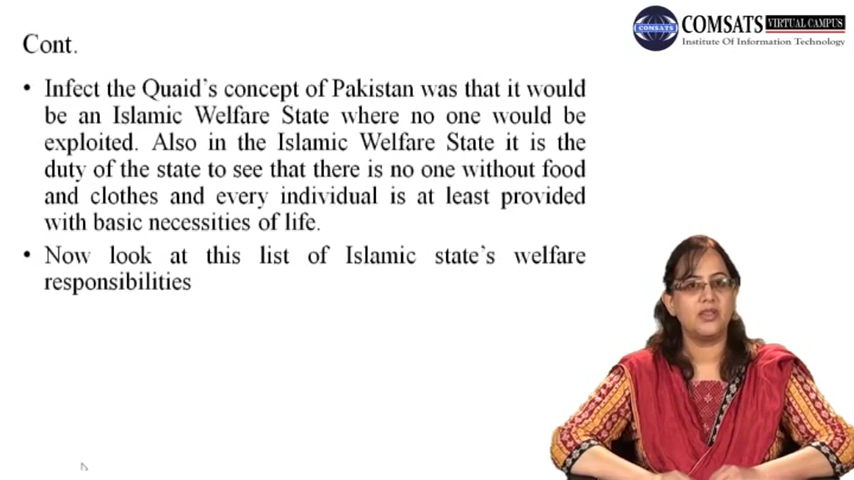 COMSATS VIRTUAL CAMPUS
COMSATS
Institute Of Information Technology
Cont.
• Infect the Quaid's concept of Pakistan was that it would
be an Islamic Welfare State where no one would be
exploited. Also in the Islamic Welfare State it is the
duty of the state to see that there is no one without food
and clothes and every individual is at least provided
with basic necessities of life.
• Now look at this list of Islamic state's welfare
responsibilities